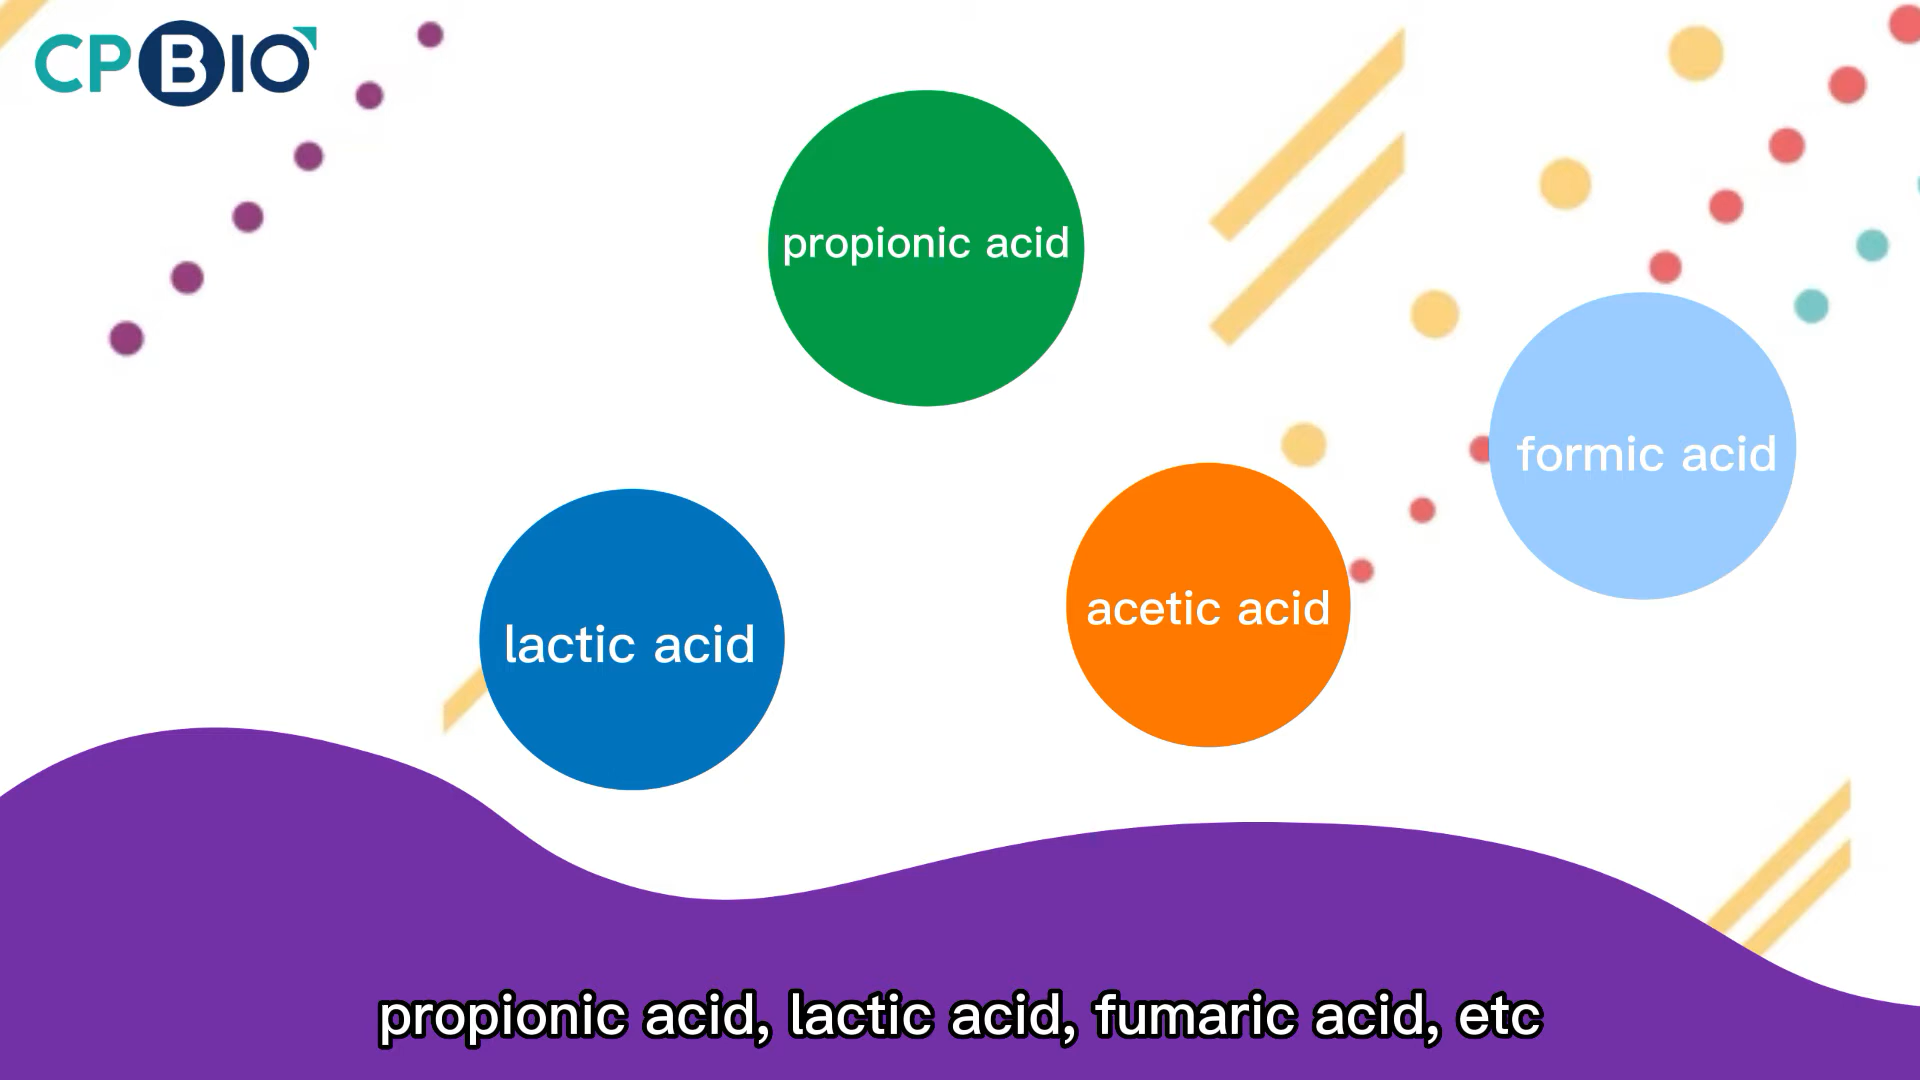 CPBIO
propionic acid
formic acid
acetic acid
lactic acid
propionic acid, lactic acid, fumaric acid, etc